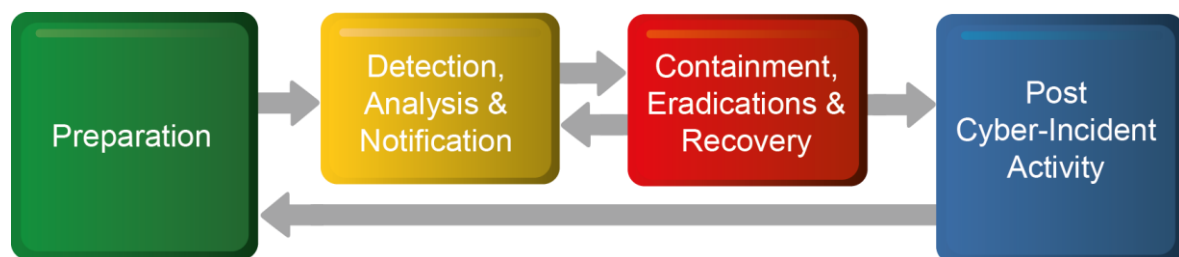 Preparation
Detection,
Analysis &
Notification
Containment,
Eradications &
Recovery
Post
Cyber-Incident
Activity